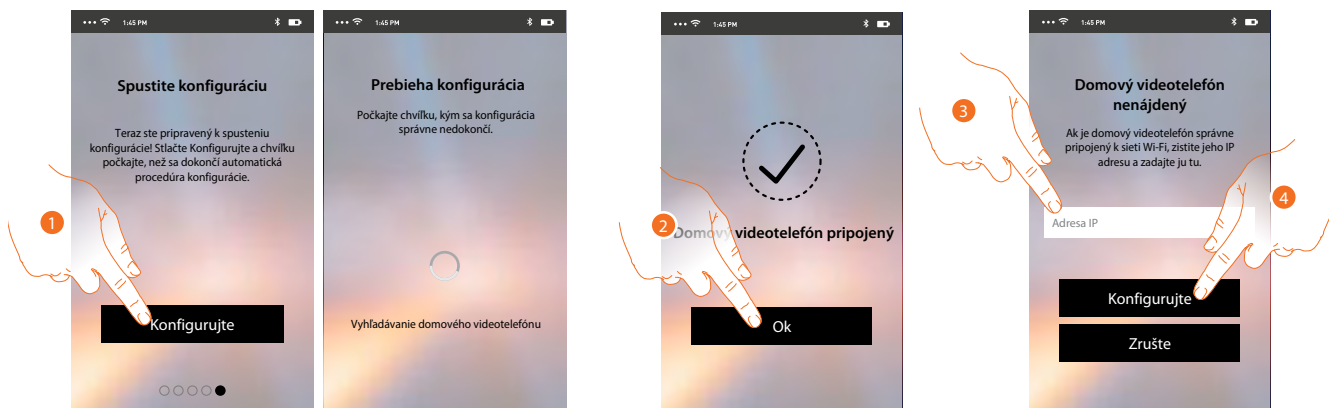 1:45 PM
Spustite konfiguráciu
Teraz ste pripravený k spusteniu
konfigurácie! Stlačte Konfigurujte a chvíľku
počkajte, než sa dokončí automatická
procedúra konfigurácie.
1
Konfigurujte
1:45 PM
Prebieha konfigurácia
Počkajte chvíľku, kým sa konfigurácia
správne nedokončí.
Vyhľadávanie domového videotelefónu
1:45 PM
2
Domový videotelefón pripojený
Ok
1:45 PM
Domový videotelefón
nenájdený
3
Ak je domový videotelefón správne
pripojený k sieti Wi-Fi, zistite jeho IP
adresu a zadajte ju tu.
4
Adresa IP
Konfigurujte
Zrušte